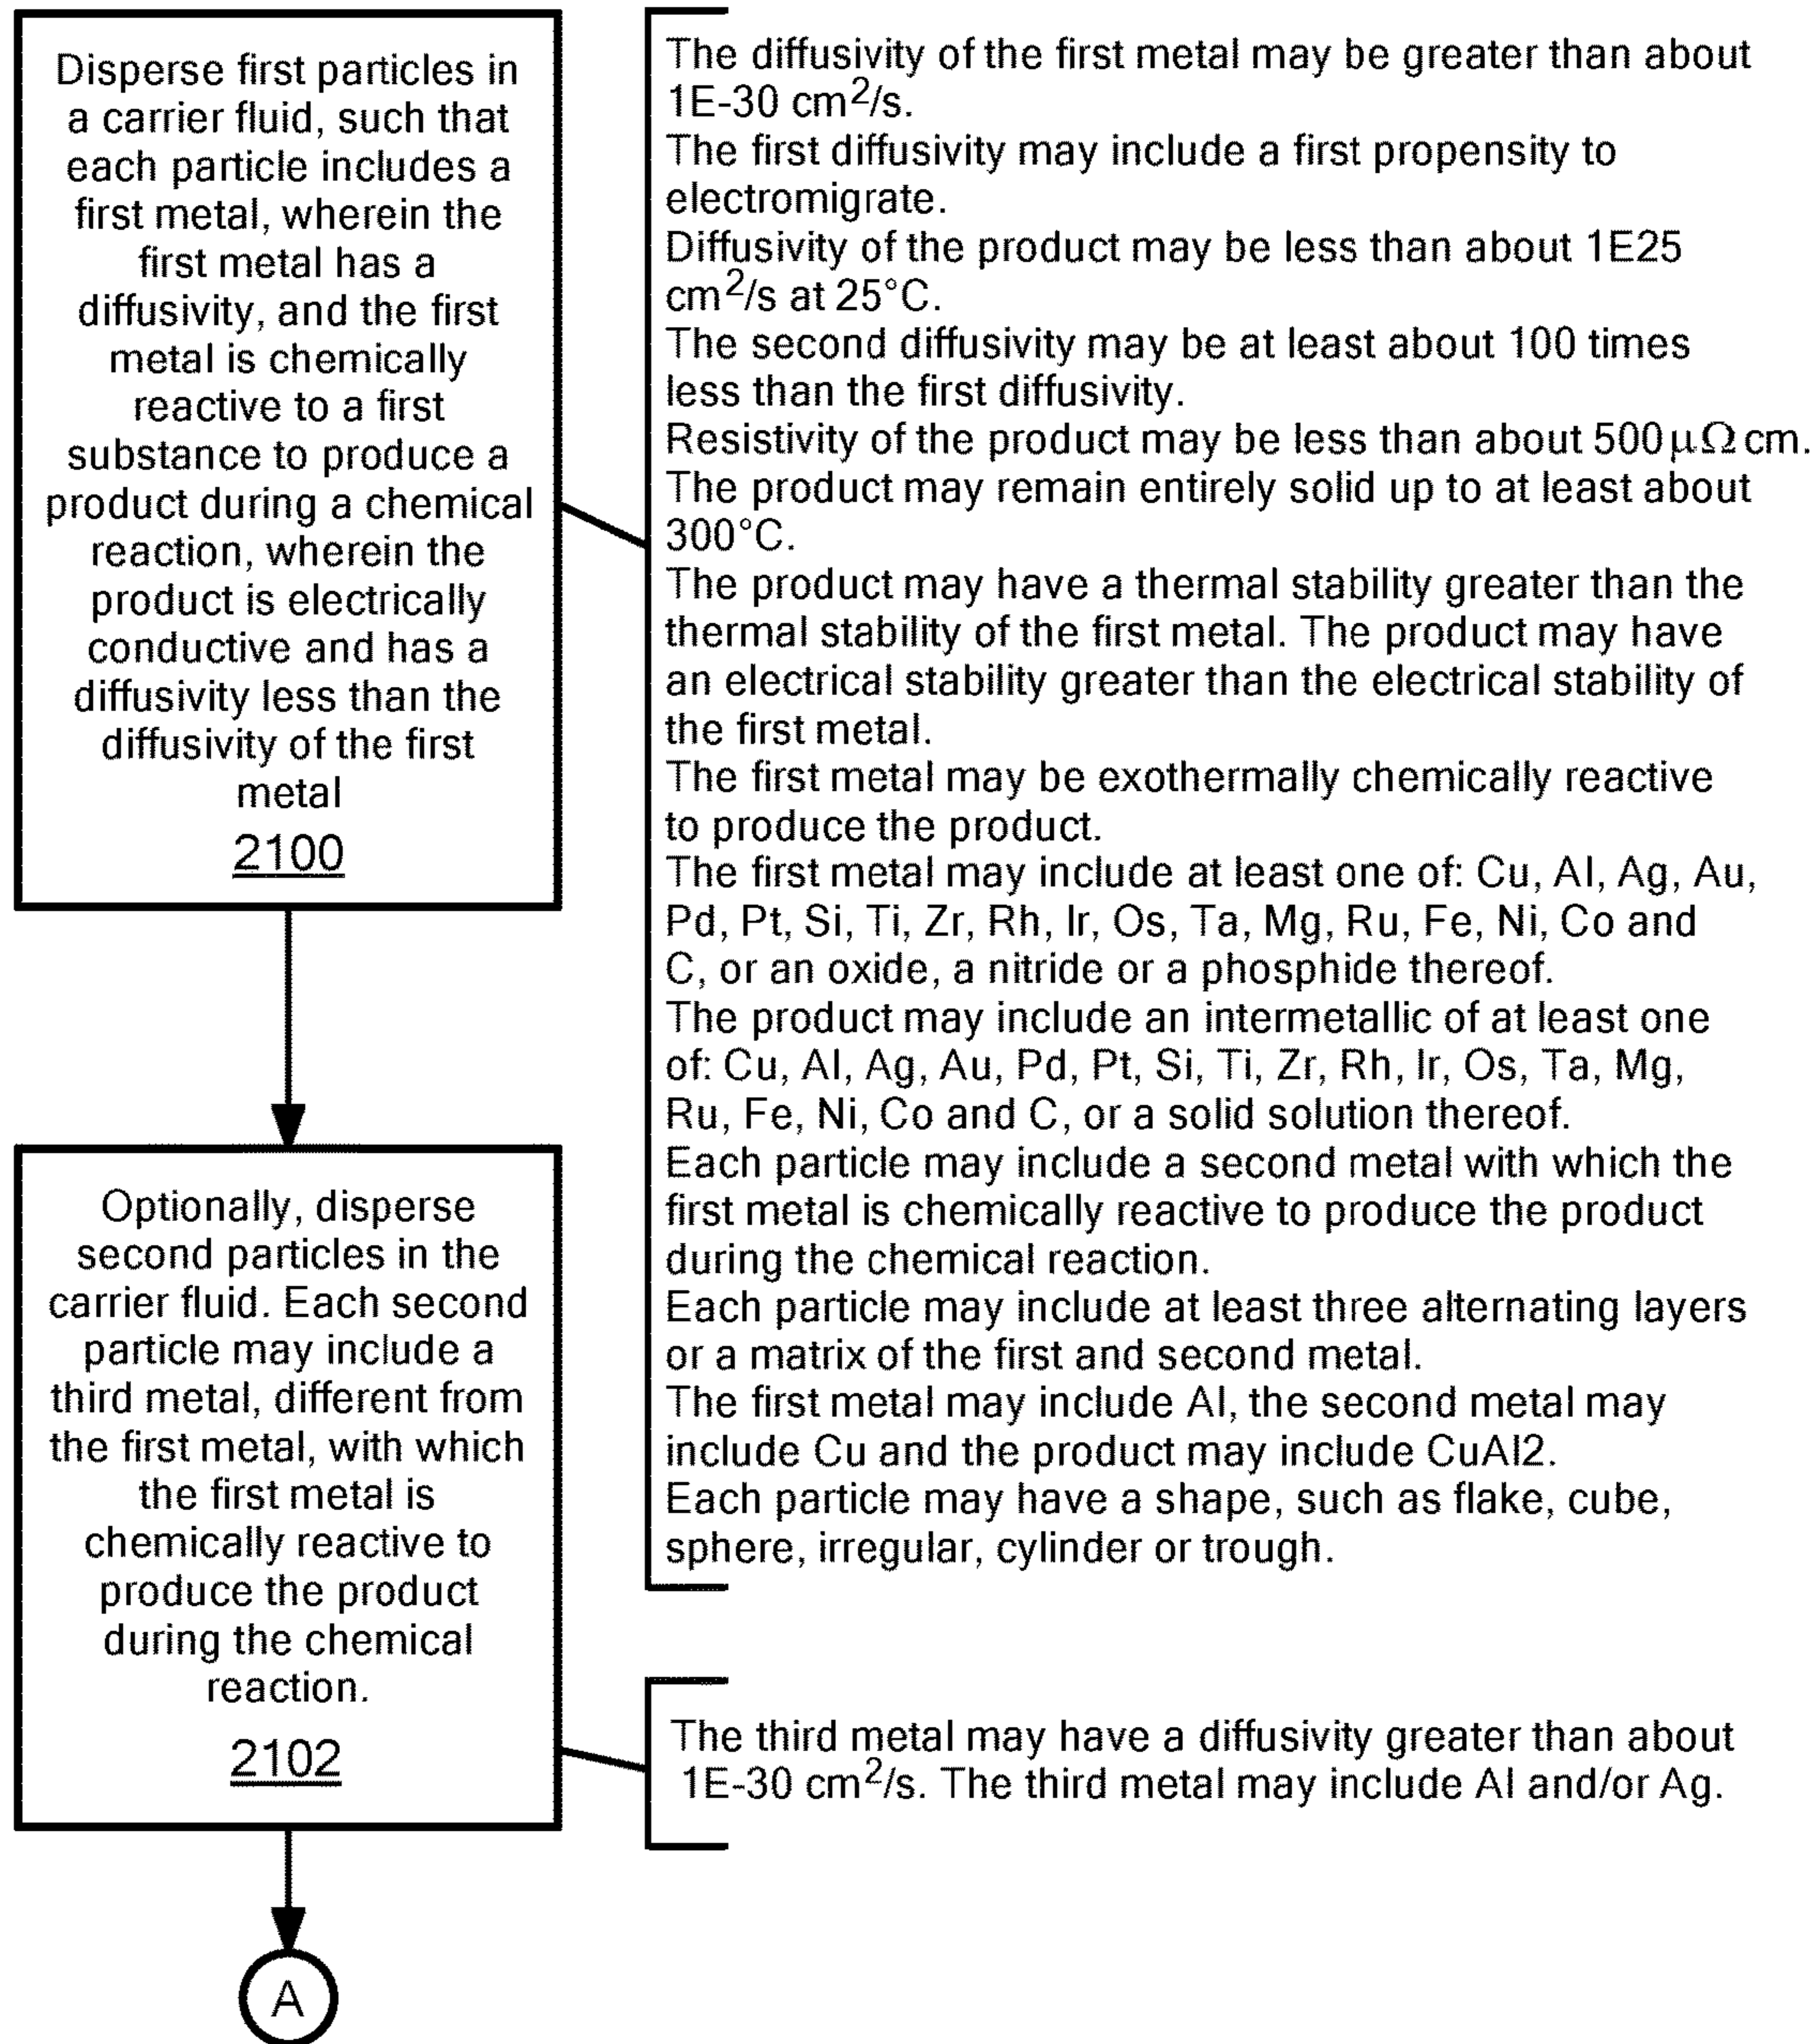 Disperse first particles in
a carrier fluid, such that
each particle includes a
first metal, wherein the
first metal has a
diffusivity, and the first
metal is chemically
reactive to a first
substance to produce a
product during a chemical
reaction, wherein the
product is electrically
conductive and has a
diffusivity less than the
diffusivity of the first
metal
2100
The diffusivity of the first metal may be greater than about
1E-30 cm²/s.
The first diffusivity may include a first propensity to
electromigrate.
Diffusivity of the product may be less than about 1E25
cm²/s at 25°C.
The second diffusivity may be at least about 100 times
less than the first diffusivity.
Resistivity of the product may be less than about 500 μΩ cm.
The product may remain entirely solid up to at least about
300°C.
The product may have a thermal stability greater than the
thermal stability of the first metal. The product may have
an electrical stability greater than the electrical stability of
the first metal.
The first metal may be exothermally chemically reactive
to produce the product.
The first metal may include at least one of: Cu, Al, Ag, Au,
Pd, Pt, Si, Ti, Zr, Rh, Ir, Os, Ta, Mg, Ru, Fe, Ni, Co and
C, or an oxide, a nitride or a phosphide thereof.
The product may include an intermetallic of at least one
of: Cu, Al, Ag, Au, Pd, Pt, Si, Ti, Zr, Rh, Ir, Os, Ta, Mg,
Ru, Fe, Ni, Co and C, or a solid solution thereof.
Each particle may include a second metal with which the
first metal is chemically reactive to produce the product
during the chemical reaction.
Each particle may include at least three alternating layers
or a matrix of the first and second metal.
The first metal may include Al, the second metal may
include Cu and the product may include CuAl2.
Each particle may have a shape, such as flake, cube,
sphere, irregular, cylinder or trough.
Optionally, disperse
second particles in the
carrier fluid. Each second
particle may include a
third metal, different from
the first metal, with which
the first metal is
chemically reactive to
produce the product
during the chemical
reaction.
2102
The third metal may have a diffusivity greater than about
1E-30 cm²/s. The third metal may include Al and/or Ag.
A